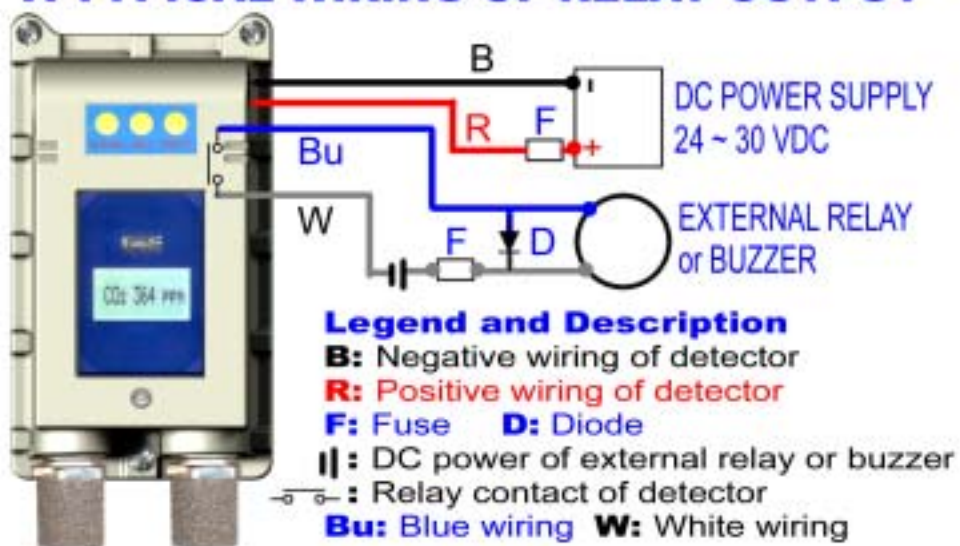 B
DC POWER SUPPLY
24 ~ 30 VDC
-
+
R
F
Bu
W
F
D
EXTERNAL RELAY
or BUZZER
CO2 364 PPM
Legend and Description
B: Negative wiring of detector
R: Positive wiring of detector
F: Fuse D: Diode
: DC power of external relay or buzzer
: Relay contact of detector
Bu: Blue wiring W: White wiring